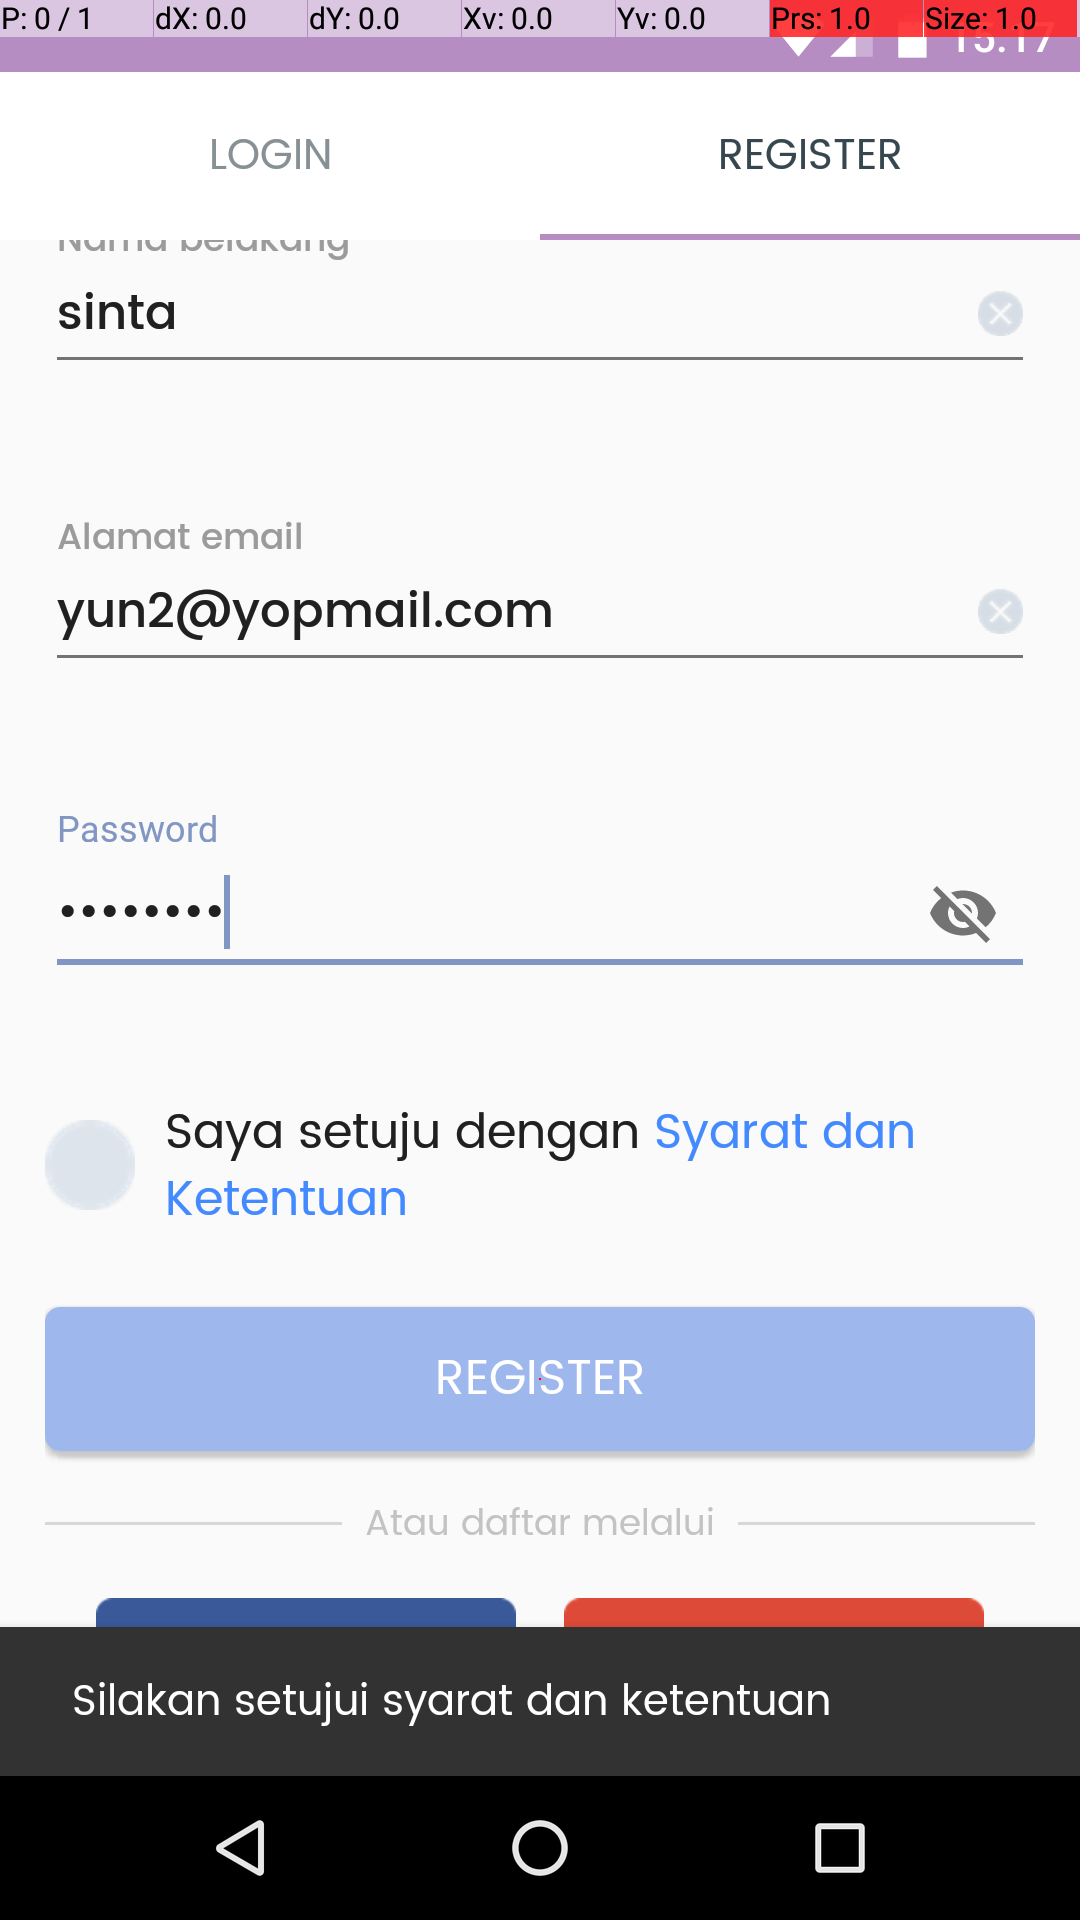 P: 0 / 1 dX: 0.0 dY: 0.0 Xv: 0.0 Yv: 0.0 Prs: 1.0 Size: 1.0
15:17
LOGIN REGISTER
Nama belakang
sinta
Alamat email
yun2@yopmail.com
Password
••••••••
Saya setuju dengan Syarat dan
Ketentuan
REGISTER
Atau daftar melalui
Silakan setujui syarat dan ketentuan